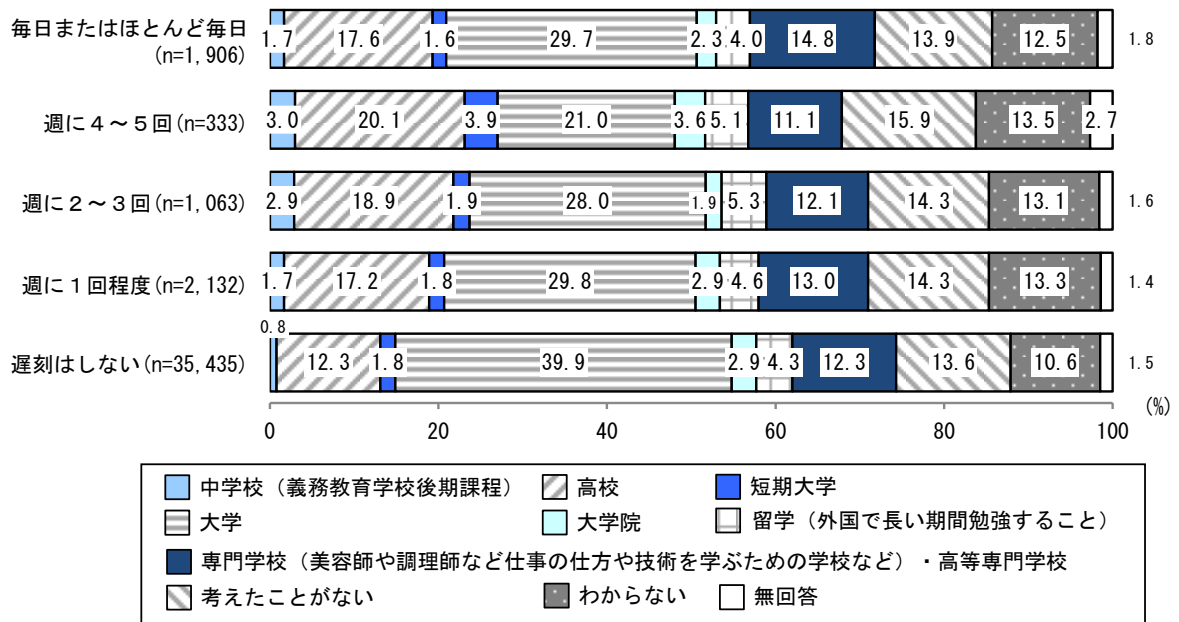 毎日またはほとんど毎日
(n=1,906)
1.7 17.6 1.6 29.7 2.3 4.0 14.8 13.9 12.5 1.8
週に4～5回(n=333)
3.0 20.1 3.9 21.0 3.6 5.1 11.1 15.9 13.5 2.7
週に2～3回(n=1,063)
2.9 18.9 1.9 28.0 1.9 5.3 12.1 14.3 13.1 1.6
週に1回程度(n=2,132)
1.7 17.2 1.8 29.8 2.9 4.6 13.0 14.3 13.3 1.4
0.8
遅刻はしない(n=35,435)
12.3 1.8 39.9 2.9 4.3 12.3 13.6 10.6 1.5
(%)
0 20 40 60 80 100
中学校（義務教育学校後期課程） 高校 短期大学
大学 大学院 留学（外国で長い期間勉強すること）
専門学校（美容師や調理師など仕事の仕方や技術を学ぶための学校など）・高等専門学校
考えたことがない わからない 無回答